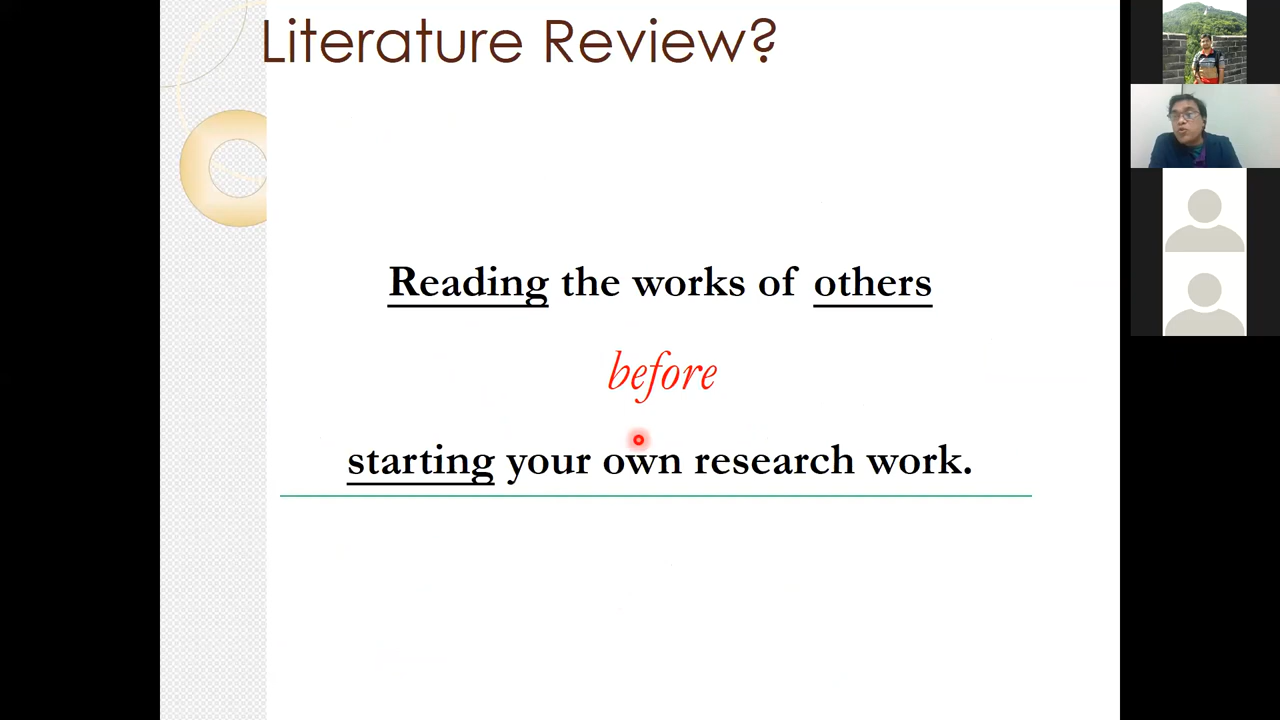 Literature Review?
Reading the works of others
before
starting your own research work.